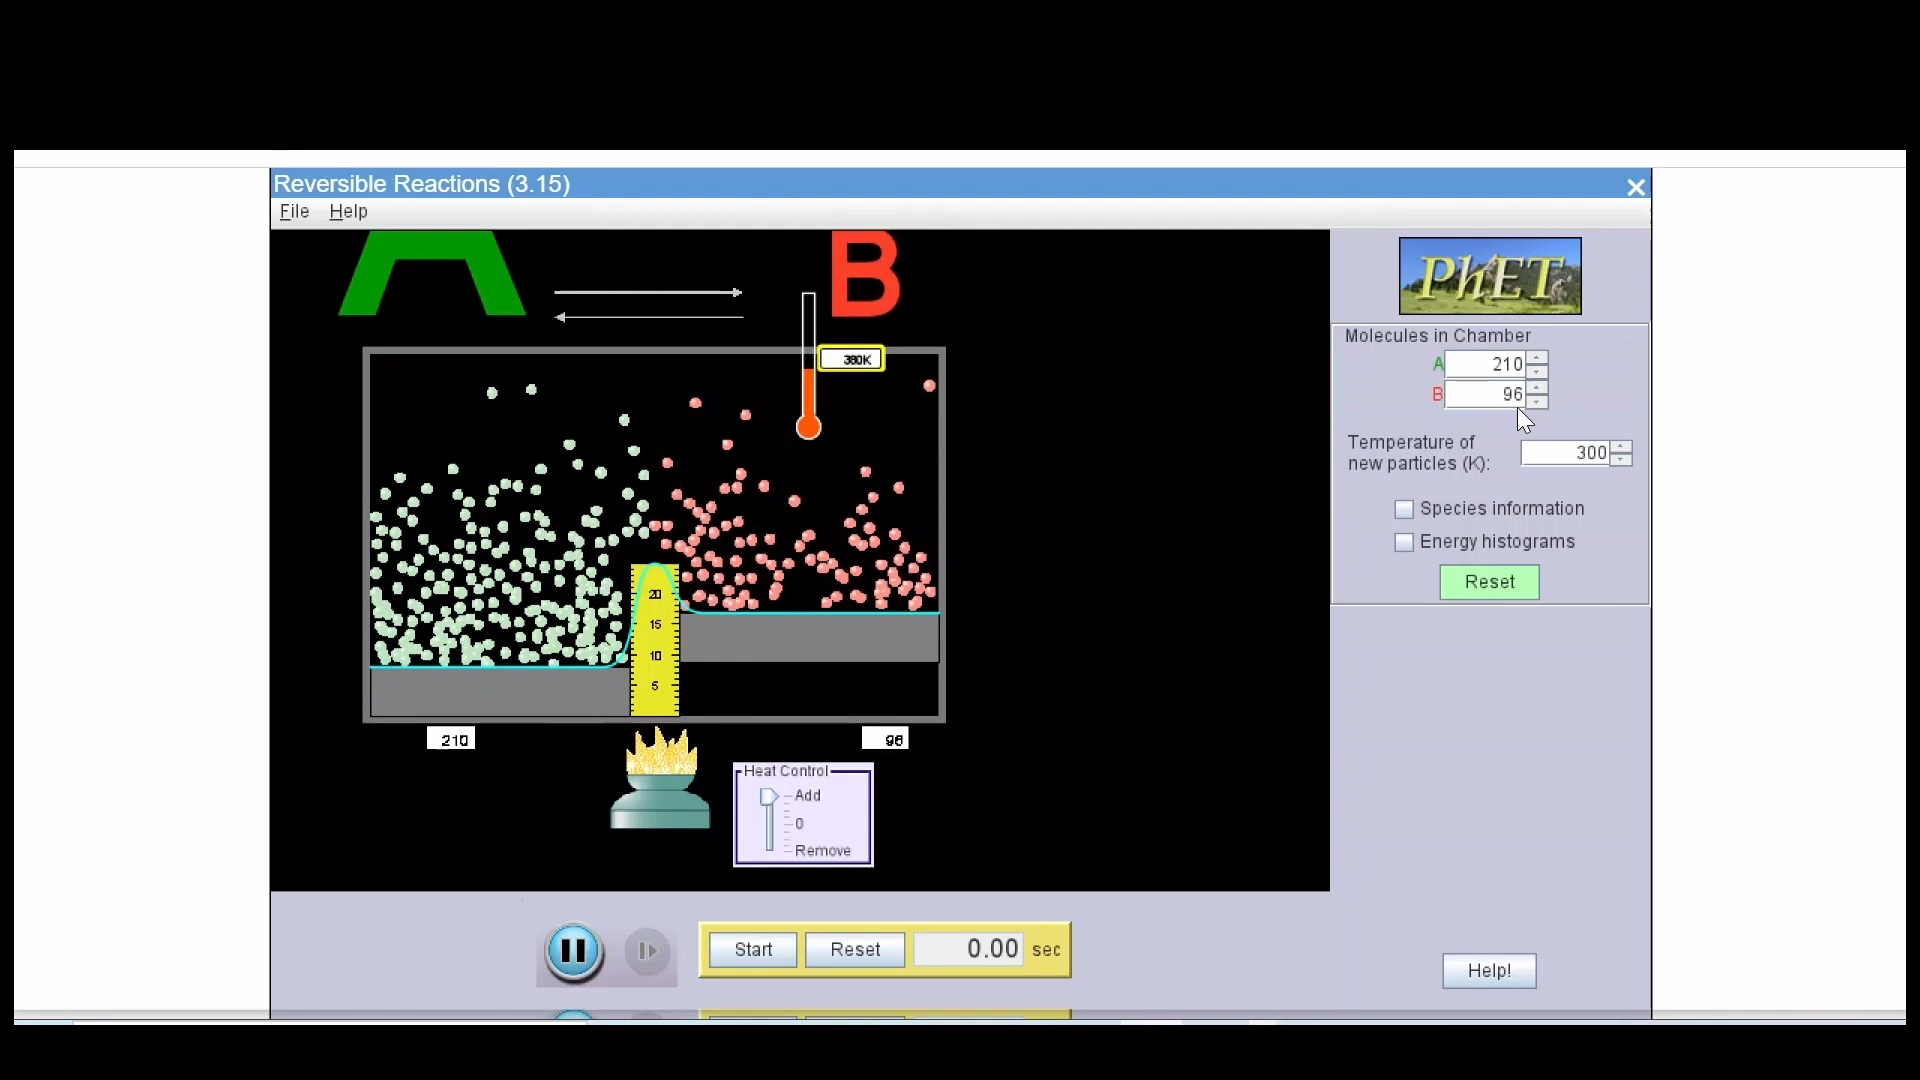 Reversible Reactions (3.15)
File Help
A B
PhET
Molecules in Chamber
A 210
B 96
380K
Temperature of
new particles (K): 300
Species information
Energy histograms
Reset
20
15
10
5
210 96
Heat Control
Add
0
Remove
Start Reset 0.00 sec
Help!